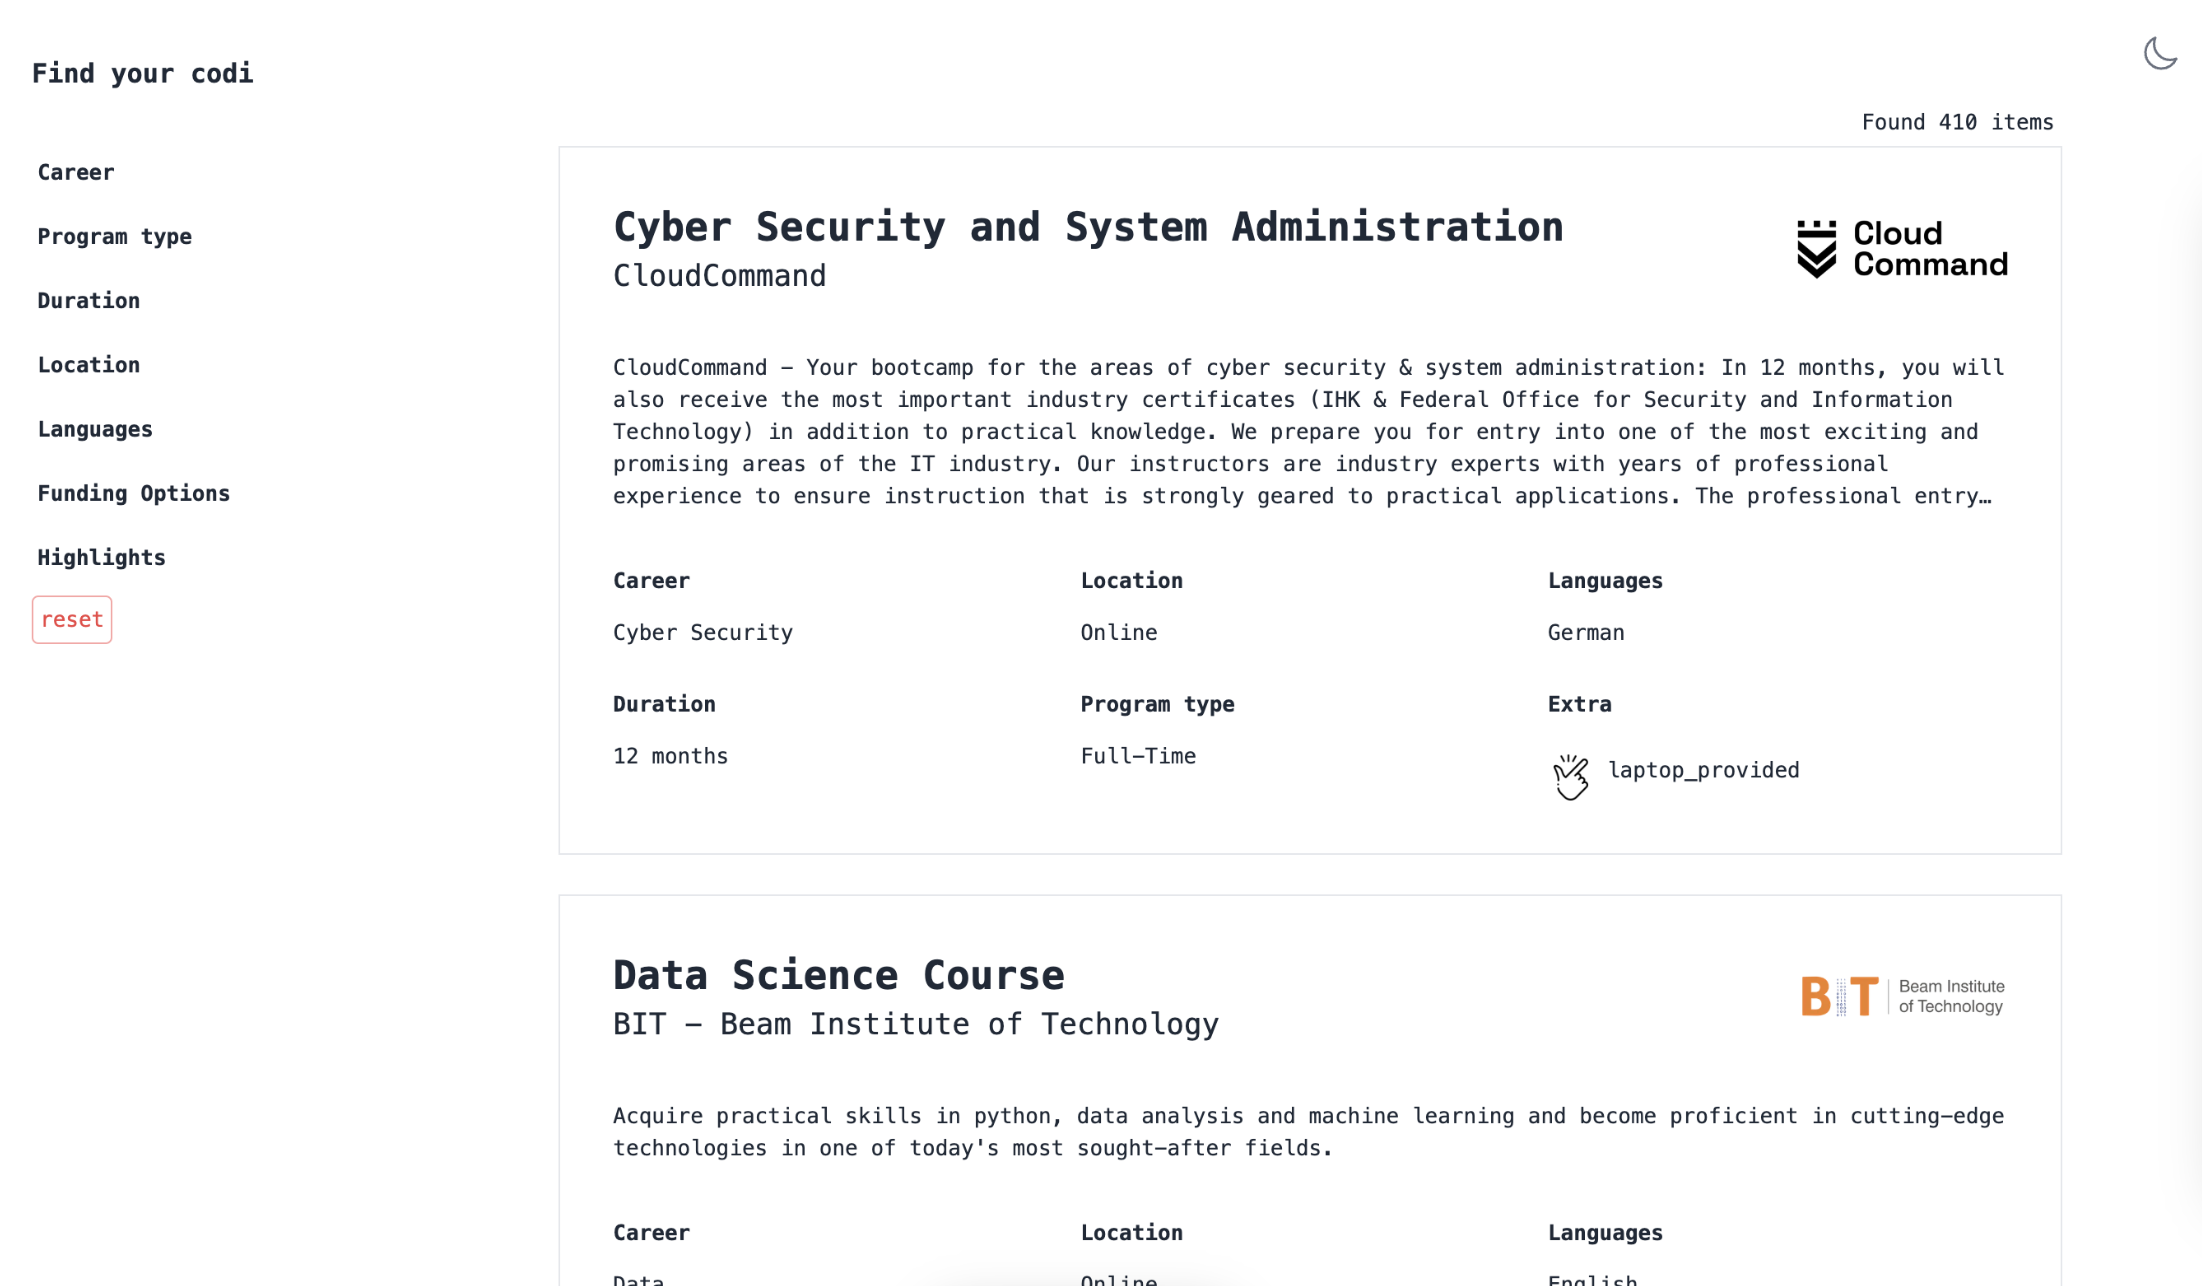 Find your codi
Found 410 items
Career
Program type
Duration
Location
Languages
Funding Options
Highlights
reset
Cyber Security and System Administration
CloudCommand
Cloud
Command
CloudCommand – Your bootcamp for the areas of cyber security & system administration: In 12 months, you will
also receive the most important industry certificates (IHK & Federal Office for Security and Information
Technology) in addition to practical knowledge. We prepare you for entry into one of the most exciting and
promising areas of the IT industry. Our instructors are industry experts with years of professional
experience to ensure instruction that is strongly geared to practical applications. The professional entry…
Career
Location
Languages
Cyber Security
Online
German
Duration
Program type
Extra
12 months
Full-Time
laptop_provided
Data Science Course
BIT – Beam Institute of Technology
BIT
Beam Institute
of Technology
Acquire practical skills in python, data analysis and machine learning and become proficient in cutting-edge
technologies in one of today's most sought-after fields.
Career
Location
Languages
Data
Online
English